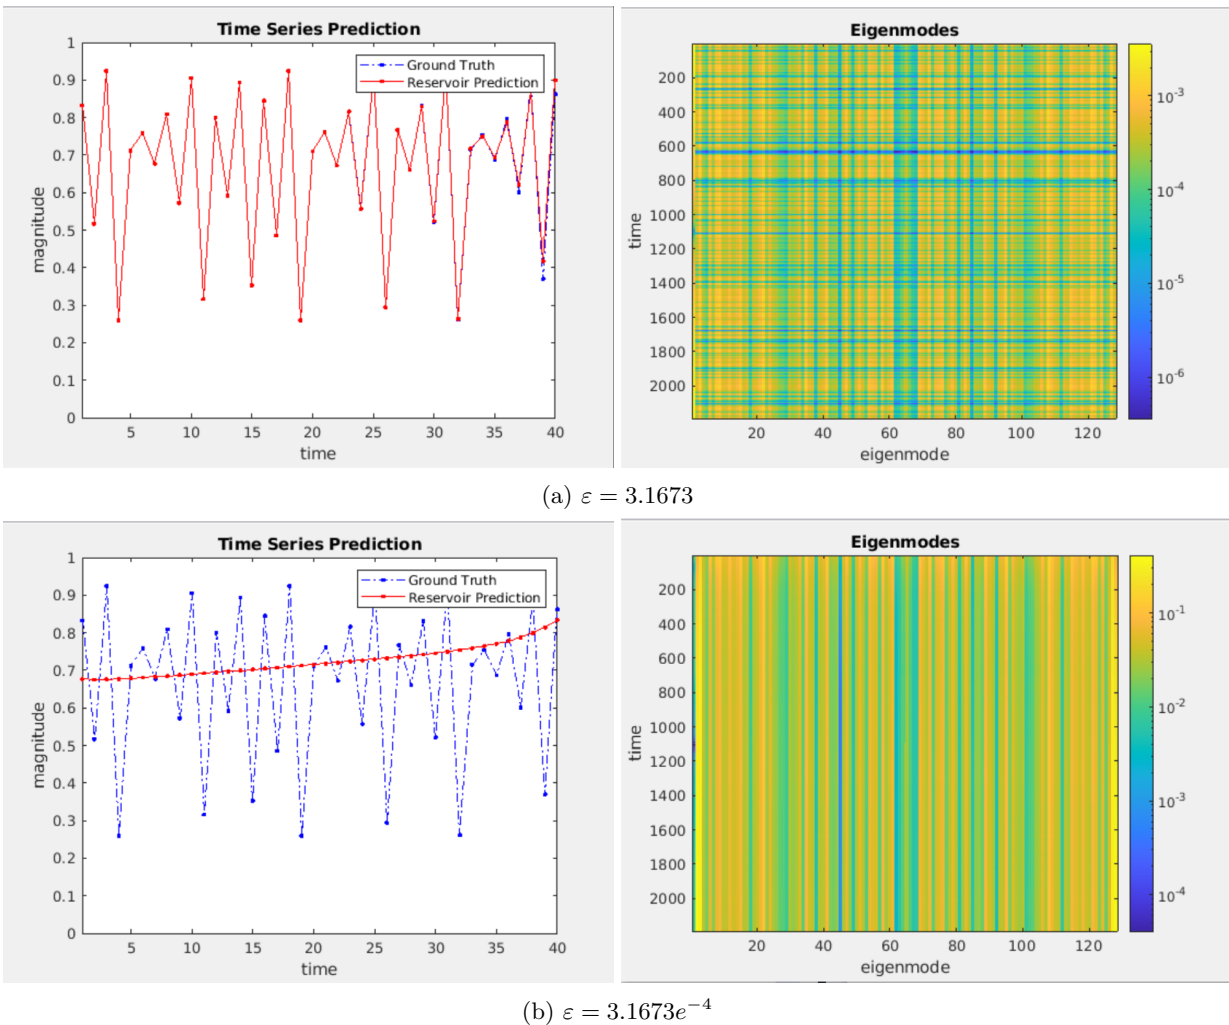 Time Series Prediction
1
0.9
0.8
0.7
0.6
0.5
0.4
0.3
0.2
0.1
0
magnitude
Ground Truth
Reservoir Prediction
5 10 15 20 25 30 35 40
time
Eigenmodes
200
400
600
800
1000
1200
1400
1600
1800
2000
time
20 40 60 80 100 120
eigenmode
10⁻³
10⁻⁴
10⁻⁵
10⁻⁶
(a) ε = 3.1673
Time Series Prediction
1
0.9
0.8
0.7
0.6
0.5
0.4
0.3
0.2
0.1
0
magnitude
Ground Truth
Reservoir Prediction
5 10 15 20 25 30 35 40
time
Eigenmodes
200
400
600
800
1000
1200
1400
1600
1800
2000
time
20 40 60 80 100 120
eigenmode
10⁻¹
10⁻²
10⁻³
10⁻⁴
(b) ε = 3.1673e⁻⁴